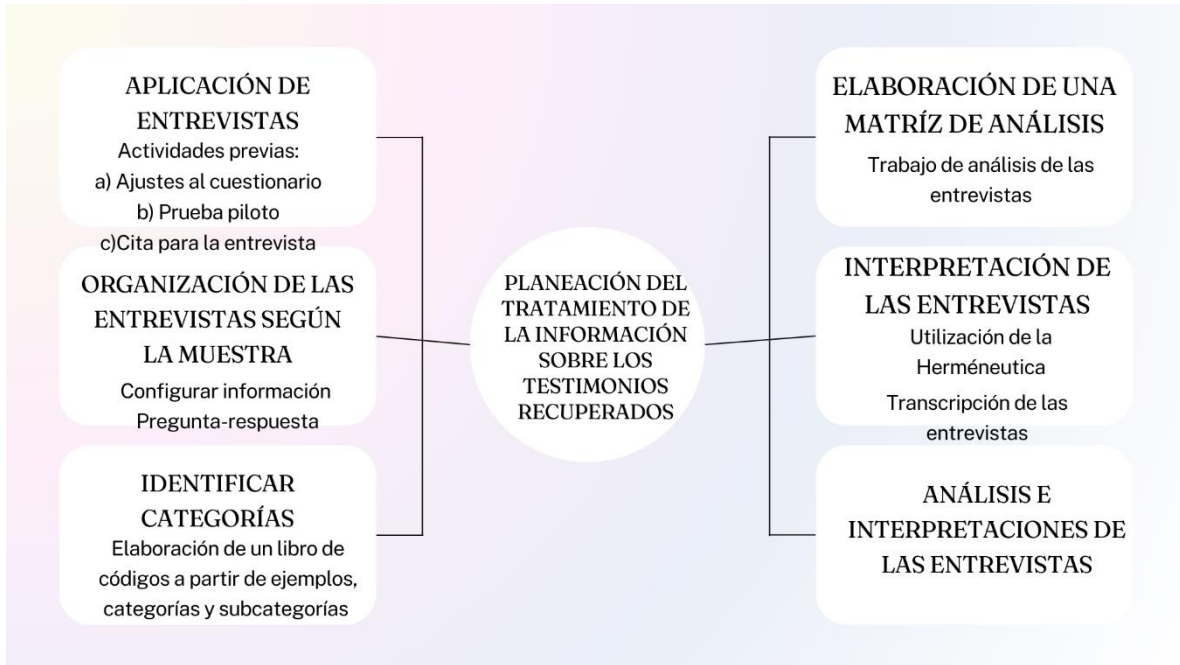 APLICACIÓN DE
ENTREVISTAS
Actividades previas:
a) Ajustes al cuestionario
b) Prueba piloto
c)Cita para la entrevista
ORGANIZACIÓN DE LAS
ENTREVISTAS SEGÚN
LA MUESTRA
Configurar información
Pregunta-respuesta
IDENTIFICAR
CATEGORÍAS
Elaboración de un libro de
códigos a partir de ejemplos,
categorías y subcategorías
PLANEACIÓN DEL
TRATAMIENTO DE
LA INFORMACIÓN
SOBRE LOS
TESTIMONIOS
RECUPERADOS
ELABORACIÓN DE UNA
MATRÍZ DE ANÁLISIS
Trabajo de análisis de las
entrevistas
INTERPRETACIÓN DE
LAS ENTREVISTAS
Utilización de la
Herméneutica
Transcripción de las
entrevistas
ANÁLISIS E
INTERPRETACIONES DE
LAS ENTREVISTAS